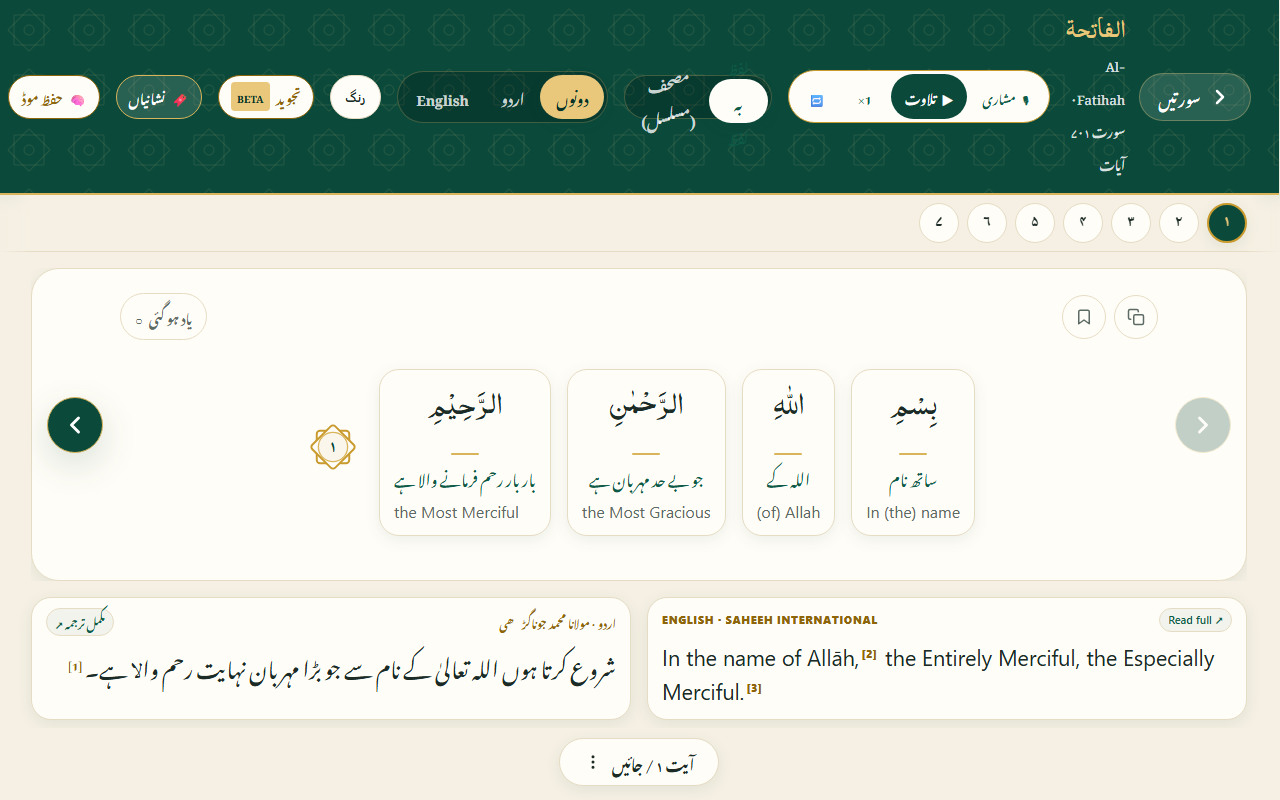 الفاتحة
Al-
Fatihah·
سورت ۱ · ۷
آیات
سورتیں
مشاری
▶ تلاوت
×1
بہ
مصحف
(مسلسل)
دونوں
اردو
English
رنگ
تجوید BETA
نشانیاں
حفظ موڈ
۱ ۲ ۳ ۴ ۵ ۶ ۷
یاد ہو گئی ○
بِسْمِ اللّٰهِ الرَّحْمٰنِ الرَّحِيْمِ ۱
ساتھ نام
اللہ کے
جو بے حد مہربان ہے
بار بار رحم فرمانے والا ہے
In (the) name
(of) Allah
the Most Gracious
the Most Merciful
ENGLISH · SAHEEH INTERNATIONAL
Read full ↗
In the name of Allāh,[2] the Entirely Merciful, the Especially
Merciful.[3]
اردو · مولانا محمد جوناگڑھی
مکمل ترجمہ ↗
شروع کرتا ہوں اللہ تعالیٰ کے نام سے جو بڑا مہربان نہایت رحم والا ہے۔[1]
آیت ۱ / جائیں ⋮